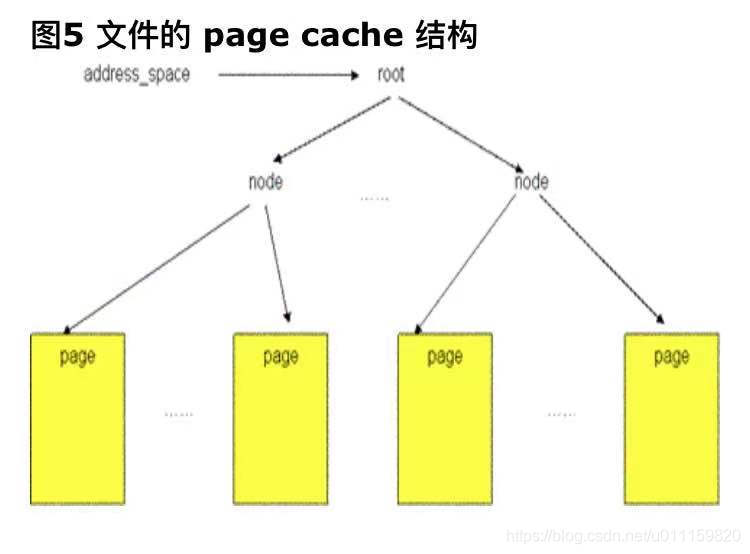 图5 文件的 page cache 结构
address_space root
node ...... node
page page page page
...... ......
https://blog.csdn.net/u011159820